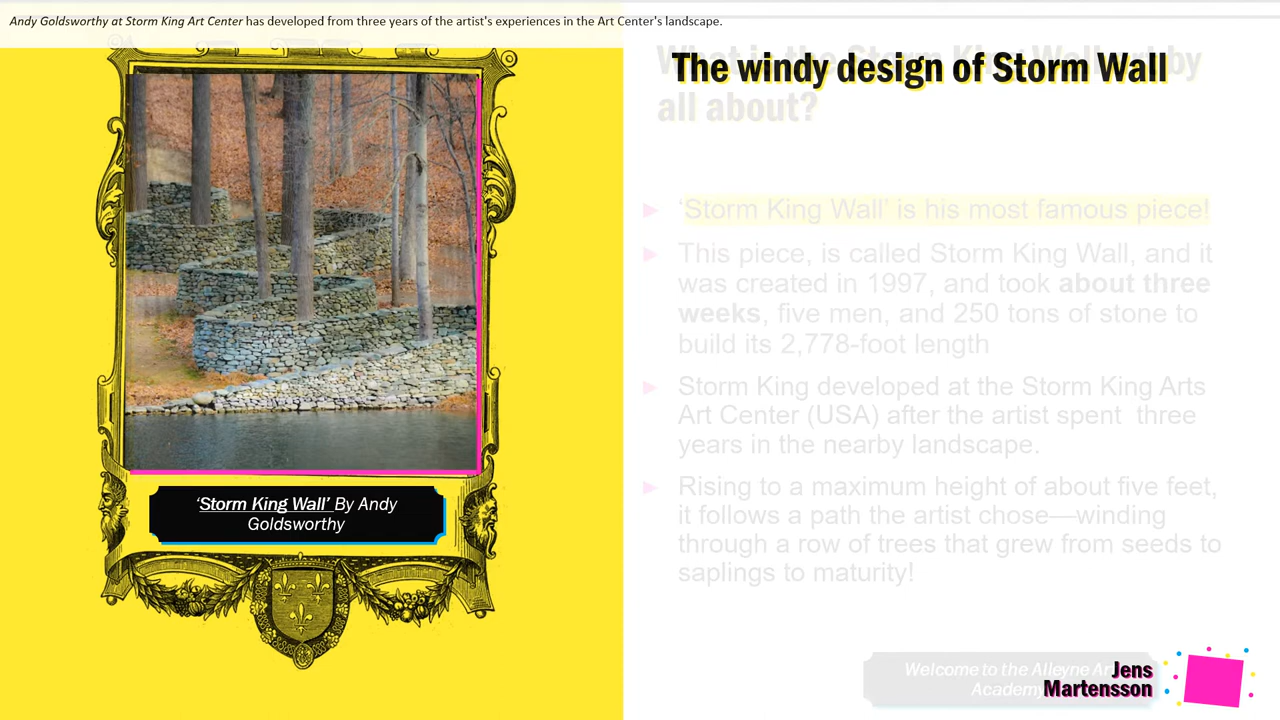 Andy Goldsworthy at Storm King Art Center has developed from three years of the artist's experiences in the Art Center's landscape.
The windy design of Storm Wall
What is the Storm King Wall by
all about?
‘Storm King Wall’ is his most famous piece!
This piece, is called Storm King Wall, and it
was created in 1997, and took about three
weeks, five men, and 250 tons of stone to
build its 2,778-foot length
Storm King developed at the Storm King Arts
Art Center (USA) after the artist spent three
years in the nearby landscape.
Rising to a maximum height of about five feet,
it follows a path the artist chose—winding
through a row of trees that grew from seeds to
saplings to maturity!
‘Storm King Wall’ By Andy
Goldsworthy
Welcome to the Alleyne
Academy
Jens
Martensson